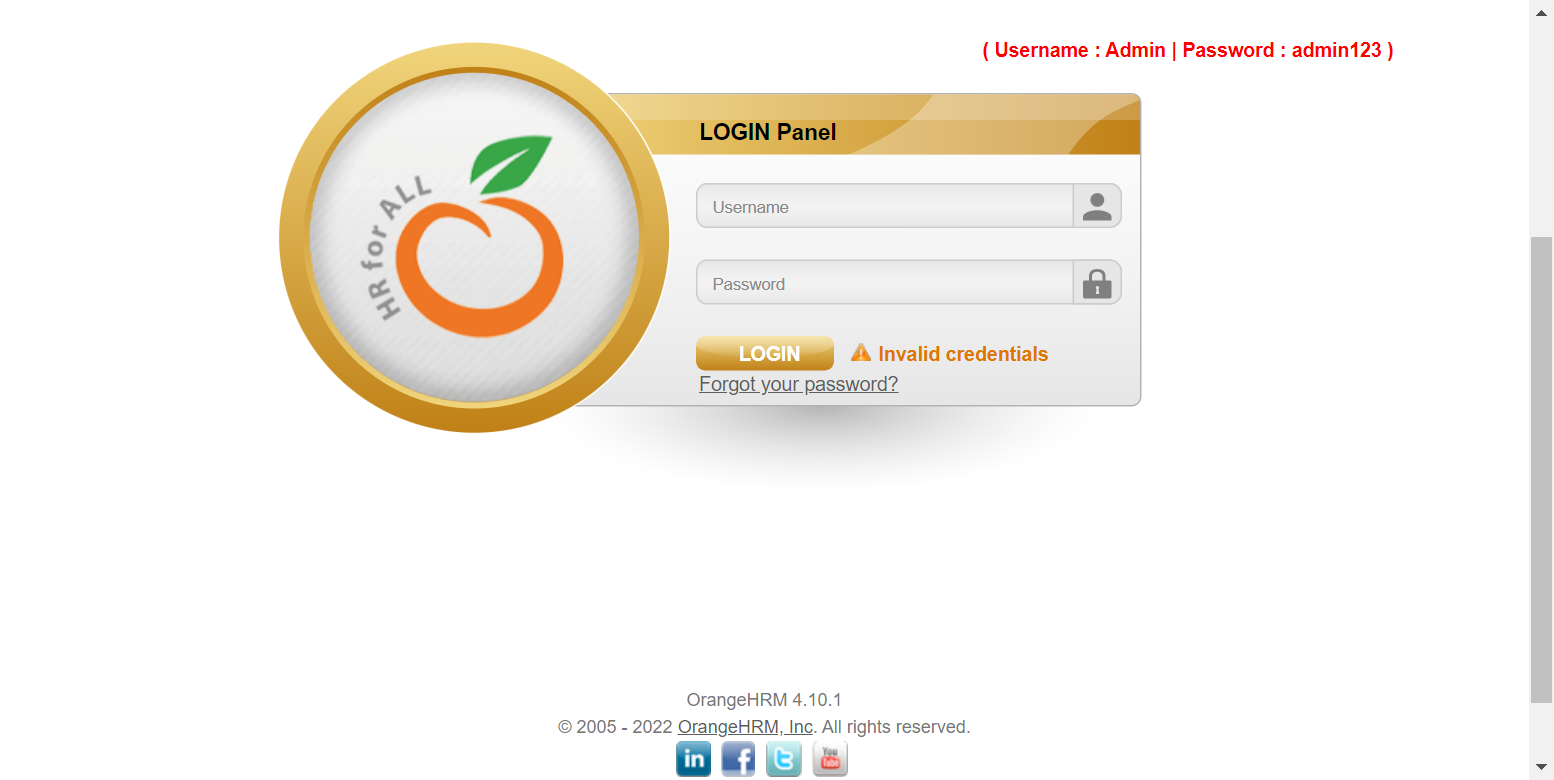 ( Username : Admin | Password : admin123 )
LOGIN Panel
HR for ALL
Username
Password
LOGIN
Invalid credentials
Forgot your password?
OrangeHRM 4.10.1
© 2005 - 2022 OrangeHRM, Inc. All rights reserved.
in f t You Tube